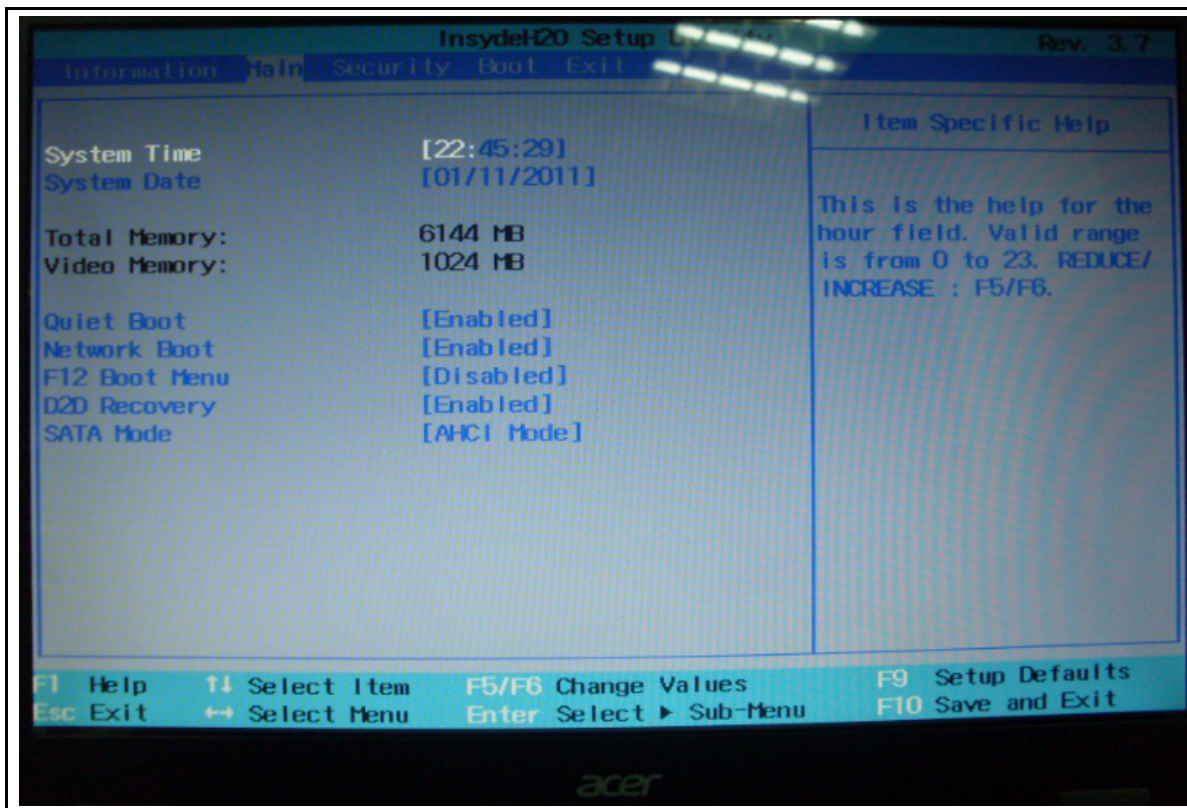 InsydeH2O Setup Utility
Rev. 3.7
Information Main Security Boot Exit
Item Specific Help
System Time [22:45:29]
System Date [01/11/2011]
Total Memory: 6144 MB
Video Memory: 1024 MB
Quiet Boot [Enabled]
Network Boot [Enabled]
F12 Boot Menu [Disabled]
D2D Recovery [Enabled]
SATA Mode [AHCI Mode]
This is the help for the
hour field. Valid range
is from 0 to 23. REDUCE/
INCREASE : F5/F6.
F1 Help ↑↓ Select Item F5/F6 Change Values F9 Setup Defaults
Esc Exit ↔ Select Menu Enter Select ▶ Sub-Menu F10 Save and Exit
acer